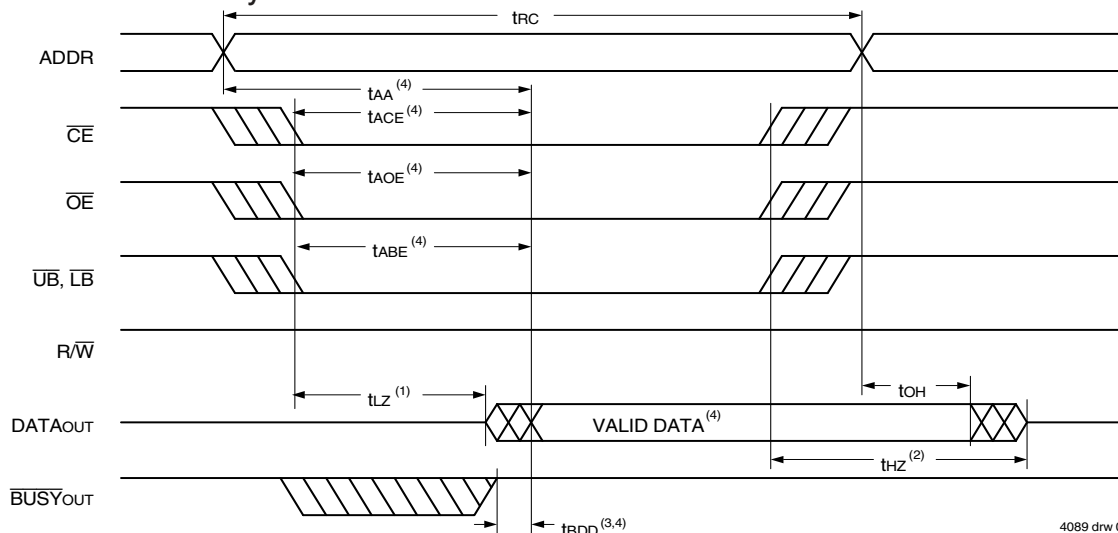 tRC
ADDR
tAA (4)
tACE (4)
CE
tAOE (4)
OE
tABE (4)
UB, LB
R/W
tLZ (1)
tOH
DATAOUT
VALID DATA(4)
tHZ (2)
BUSYOUT
tBDD (3,4)
4089 drw